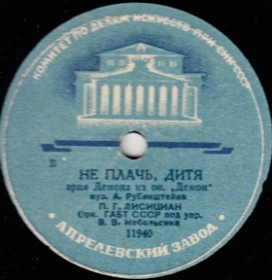 КОМИТЕТ ПО ДЕЛАМ ИСКУССТВ ПРИ СНК СССР
В
НЕ ПЛАЧЬ, ДИТЯ
ария Демона из оп. „Демон"
муз. А. Рубинштейна
П. Г. ЛИСИЦИАН
Орк. ГАБТ СССР под упр.
В. В. Небольсина
11940
АПРЕЛЕВСКИЙ ЗАВОД